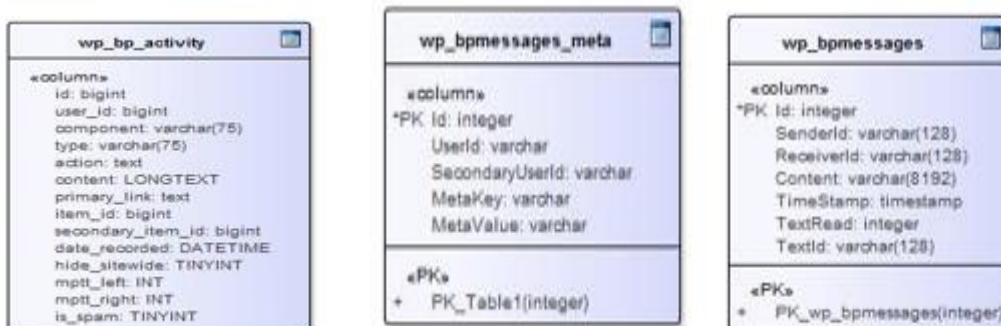 wp_bp_activity
«column»
id: bigint
user_id: bigint
component: varchar(75)
type: varchar(75)
action: text
content: LONGTEXT
primary_link: text
item_id: bigint
secondary_item_id: bigint
date_recorded: DATETIME
hide_sitewide: TINYINT
mptt_left: INT
mptt_right: INT
is_spam: TINYINT
wp_bpmessages_meta
«column»
*PK Id: integer
UserId: varchar
SecondaryUserId: varchar
MetaKey: varchar
MetaValue: varchar
«PK»
+ PK_Table1(integer)
wp_bpmessages
«column»
*PK Id: integer
SenderId: varchar(128)
ReceiverId: varchar(128)
Content: varchar(8192)
TimeStamp: timestamp
TextRead: integer
TextId: varchar(128)
«PK»
+ PK_wp_bpmessages(integer)